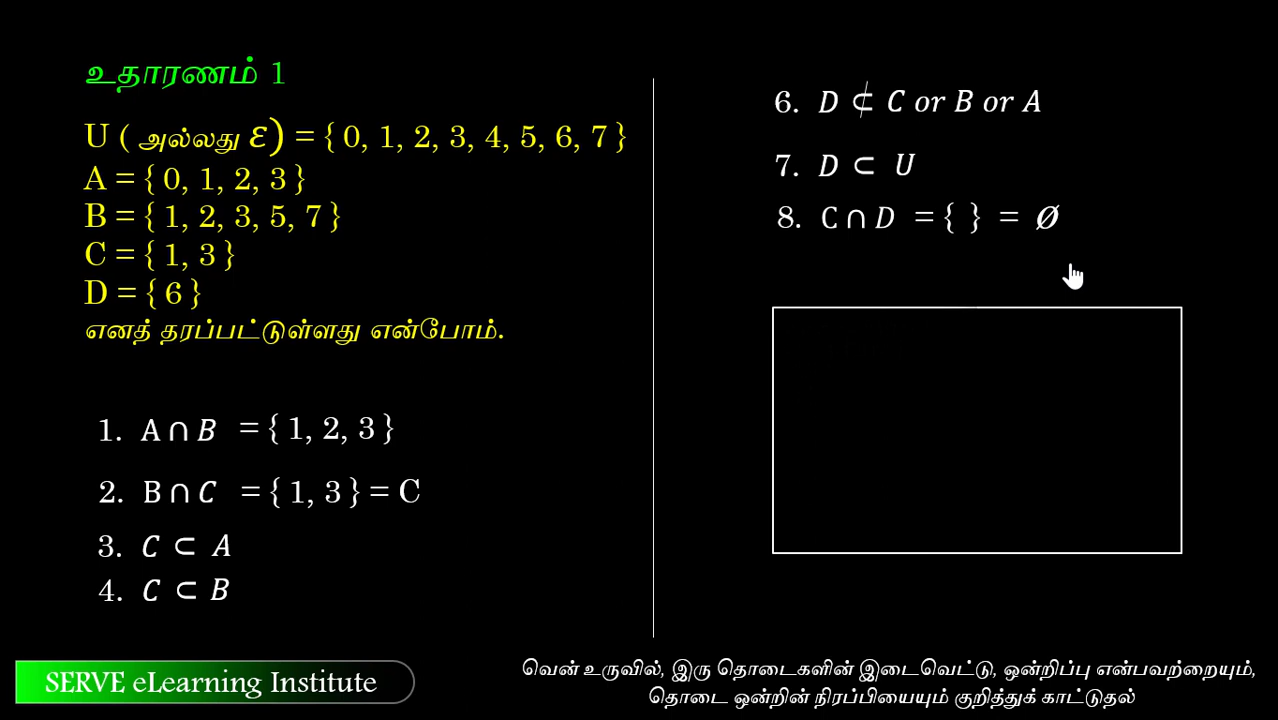 உதாரணம் 1
U ( அல்லது ℰ) = { 0, 1, 2, 3, 4, 5, 6, 7 }
A = { 0, 1, 2, 3 }
B = { 1, 2, 3, 5, 7 }
C = { 1, 3 }
D = { 6 }
எனத் தரப்பட்டுள்ளது என்போம்.
1. A ∩ B = { 1, 2, 3 }
2. B ∩ C = { 1, 3 } = C
3. C ⊂ A
4. C ⊂ B
6. D ⊄ C or B or A
7. D ⊂ U
8. C ∩ D = { } = Ø
SERVE eLearning Institute
வென் உருவில், இரு தொடைகளின் இடைவெட்டு, ஒன்றிப்பு என்பவற்றையும்,
தொடை ஒன்றின் நிரப்பியையும் குறித்துக் காட்டுதல்